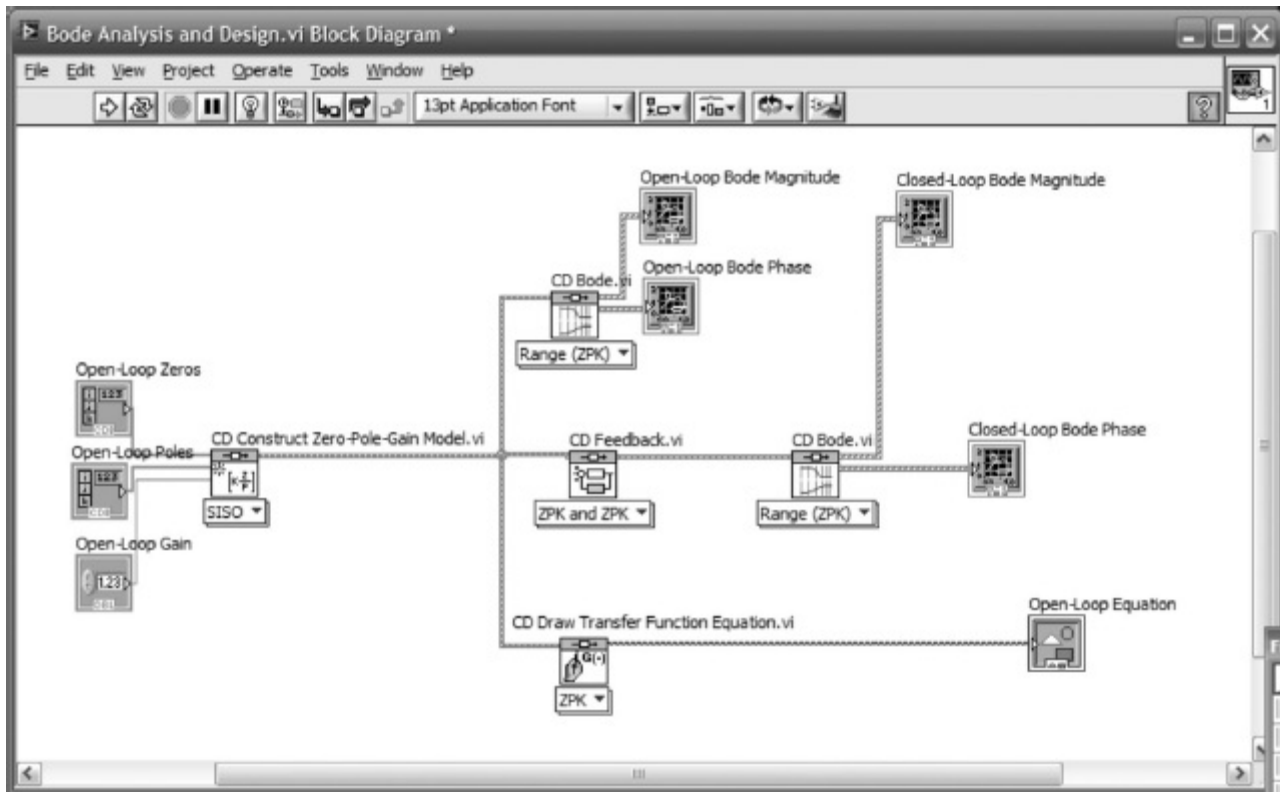 Bode Analysis and Design.vi Block Diagram *
File Edit View Project Operate Tools Window Help
13pt Application Font
1
Open-Loop Bode Magnitude
Closed-Loop Bode Magnitude
Open-Loop Bode Phase
CD Bode.vi
Range (ZPK)
Open-Loop Zeros
CD Construct Zero-Pole-Gain Model.vi
CD Feedback.vi
CD Bode.vi
Closed-Loop Bode Phase
Open-Loop Poles
SISO
ZPK and ZPK
Range (ZPK)
Open-Loop Gain
1.23
CD Draw Transfer Function Equation.vi
Open-Loop Equation
G(-)
ZPK